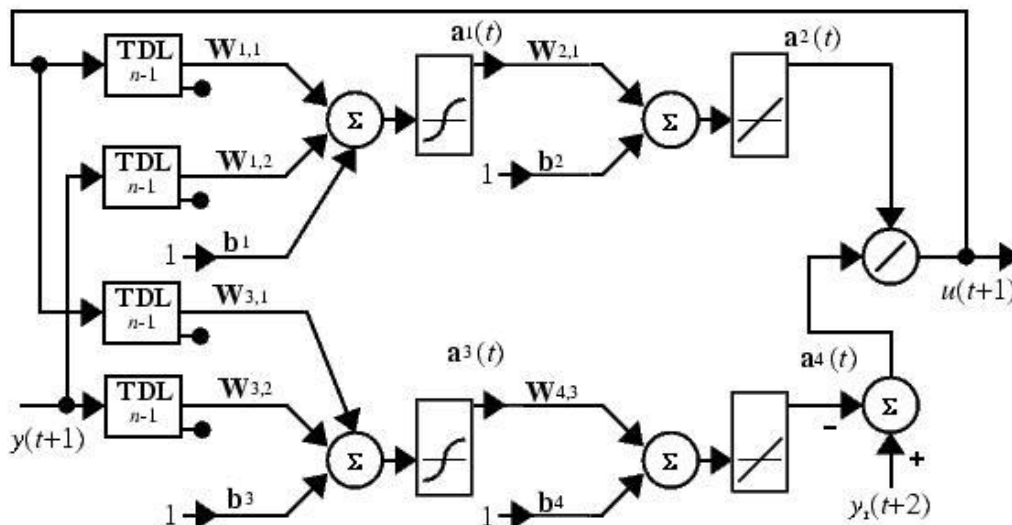 a1(t) a2(t)
TDL W1,1 W2,1
n-1
Σ Σ
TDL W1,2 1 b2
n-1
1 b1
TDL W3,1 u(t+1)
n-1
a3(t) a4(t)
TDL W3,2 W4,3 Σ
n-1
y(t+1) - +
Σ Σ
1 b3 1 b4 yr(t+2)